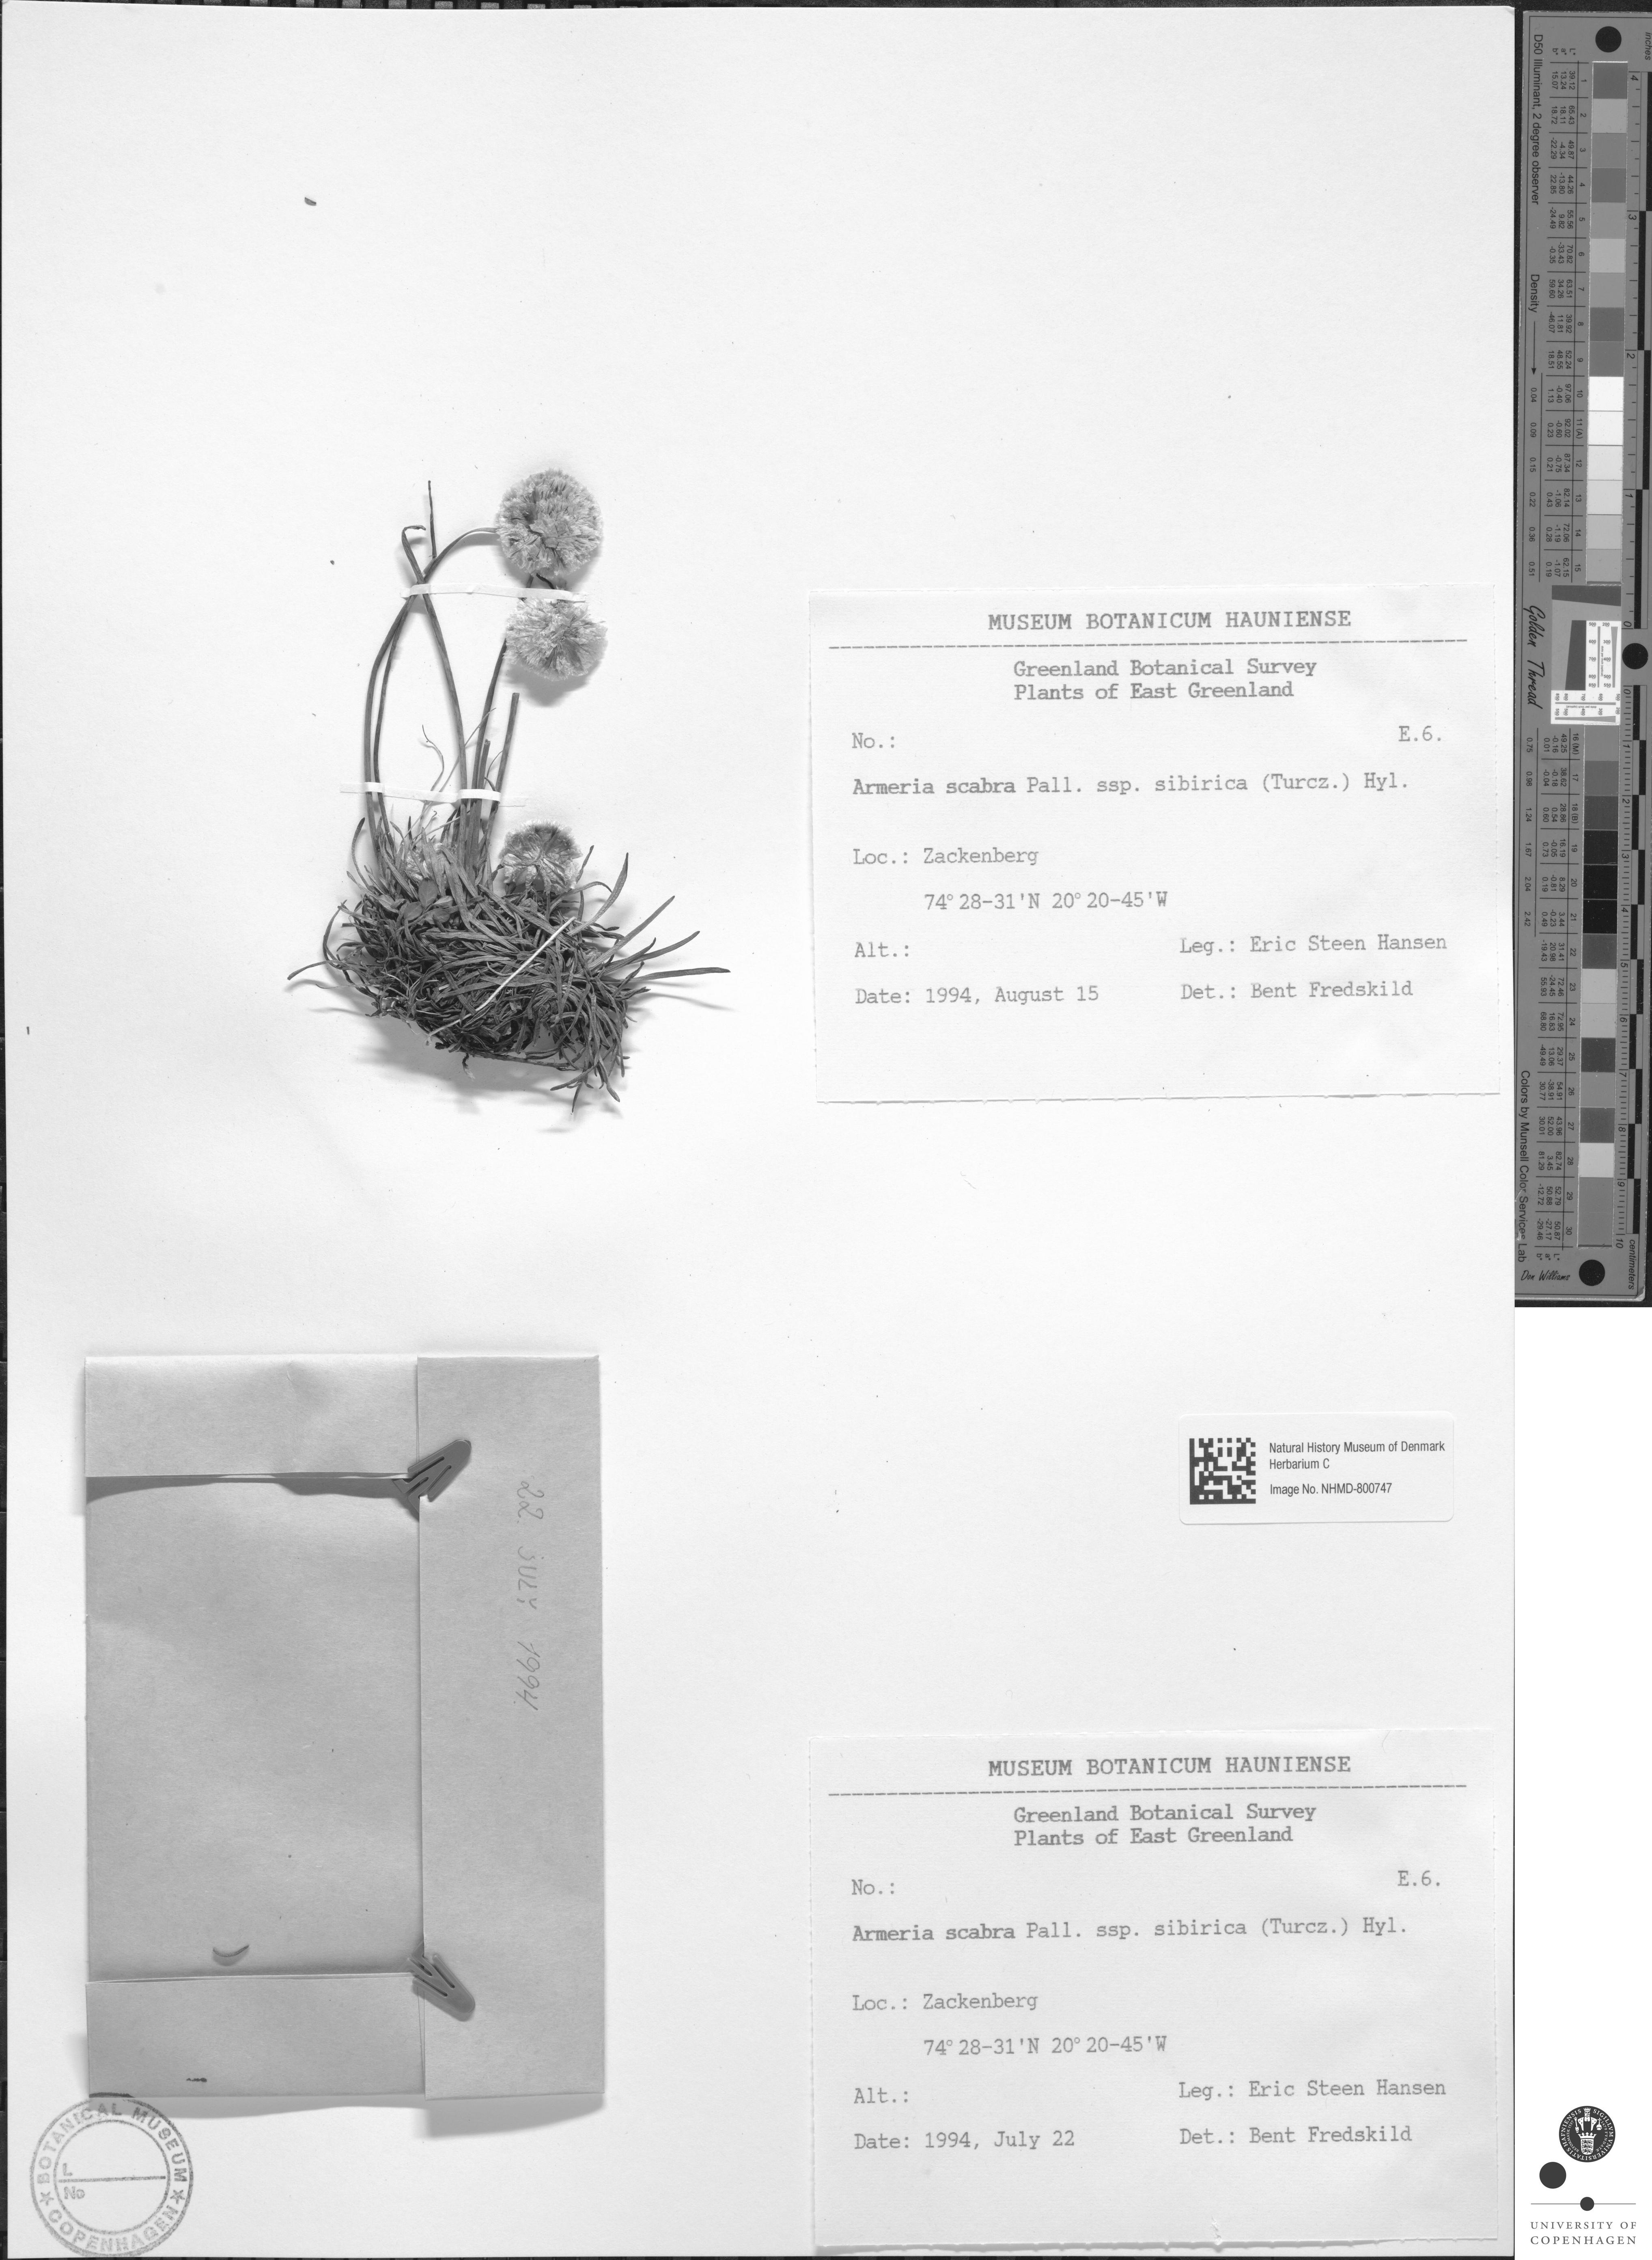 MUSEUM BOTANICUM HAUNIENSE
Greenland Botanical Survey
Plants of East Greenland
No.:
E.6.
Armeria scabra Pall. ssp. sibirica (Turcz.) Hyl.
Loc.: Zackenberg
74° 28-31'N 20° 20-45'W
Alt.:
Leg.: Eric Steen Hansen
Date: 1994, August 15
Det.: Bent Fredskild
Natural History Museum of Denmark
Herbarium C
Image No. NHMD-800747
22 JULY 1994
MUSEUM BOTANICUM HAUNIENSE
Greenland Botanical Survey
Plants of East Greenland
No.:
E.6.
Armeria scabra Pall. ssp. sibirica (Turcz.) Hyl.
Loc.: Zackenberg
74° 28-31'N 20° 20-45'W
Alt.:
Leg.: Eric Steen Hansen
Date: 1994, July 22
Det.: Bent Fredskild
BOTANICAL MUSEUM
L
No
COPENHAGEN
inches
D50 Illuminant, 2 degree observer
Density
Golden Thread
Colors by Munsell Color Services Lab
Don Williams
centimeters
UNIVERSITY OF
COPENHAGEN